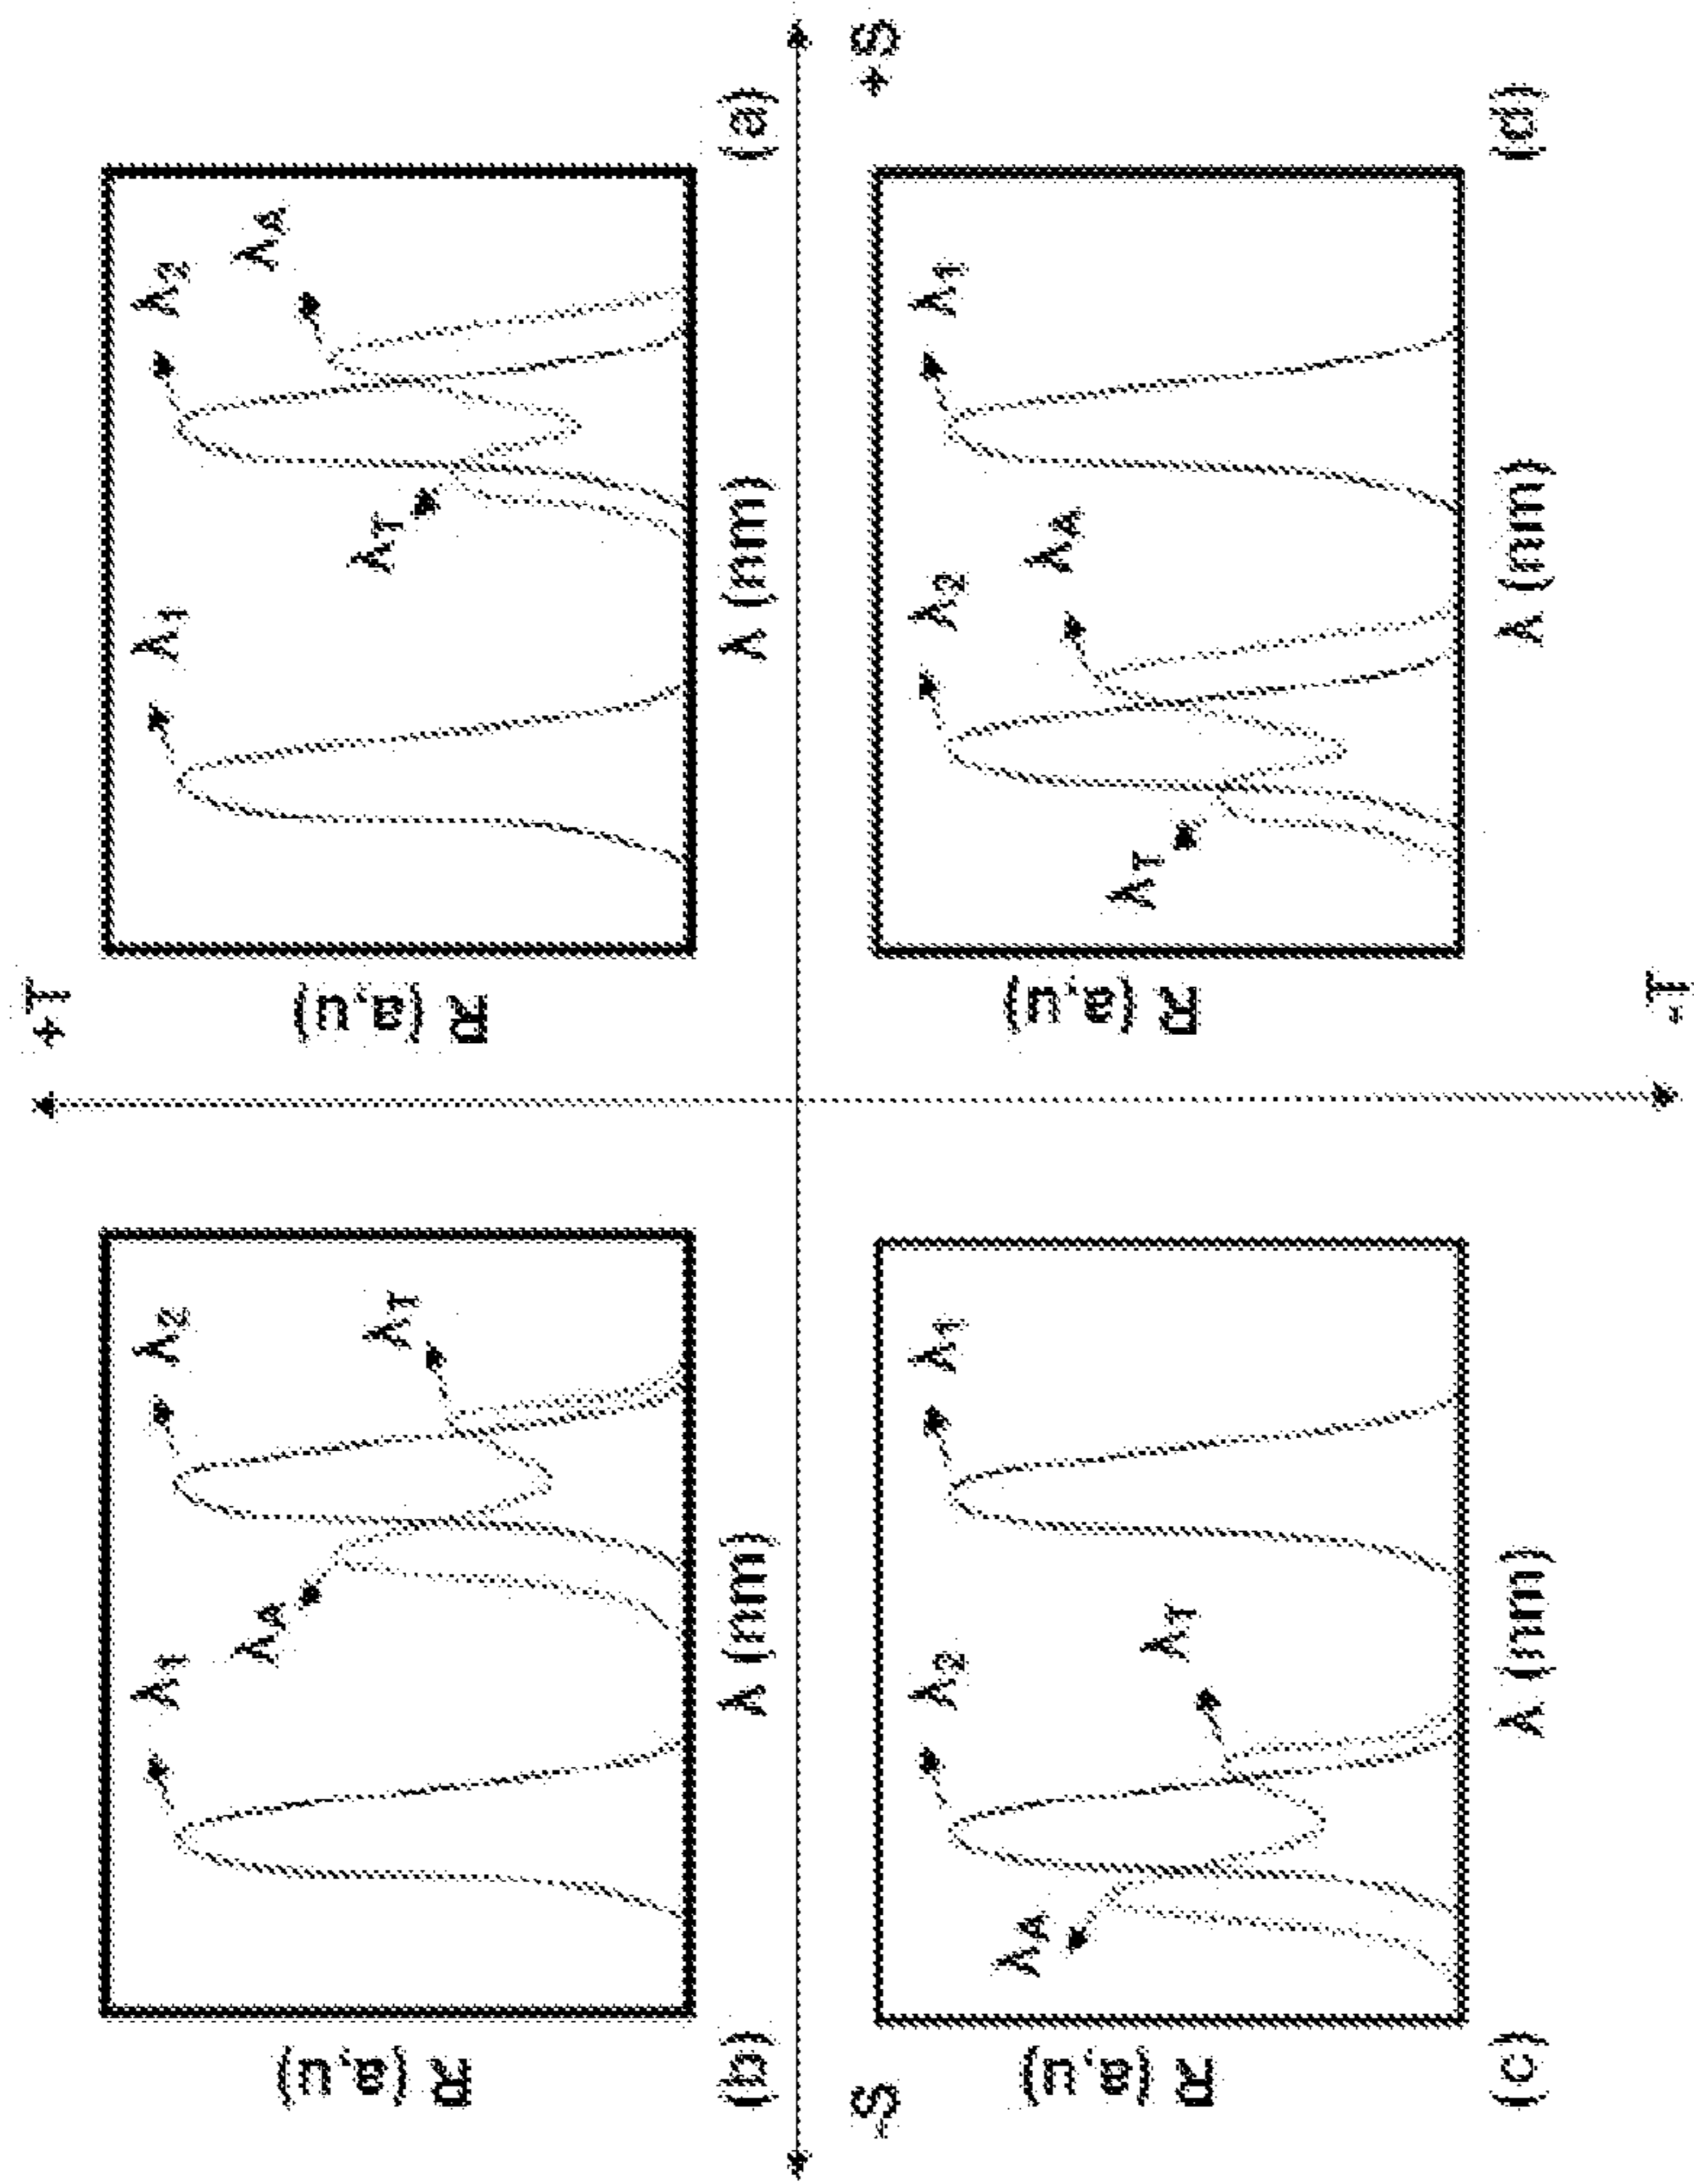 +T
R (a,u)
λ1
λA
λ2
λT
(b)
λ (nm)
R (a,u)
λ1
λT
λ2
λA
λ (nm)
(a)
-S
+S
R (a,u)
λA
λ2
λT
λ1
(c)
λ (nm)
R (a,u)
λT
λ2
λA
λ1
λ (nm)
(d)
-T